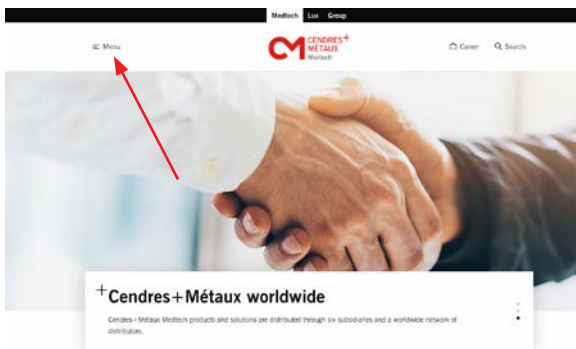 Medtech Lux Group
Menu
CM CENDRES+
MÉTAUX
Medtech
Career
Search
+Cendres+Métaux worldwide
Cendres+Métaux Medtech products and solutions are distributed through six subsidiaries and a worldwide network of
distributors.